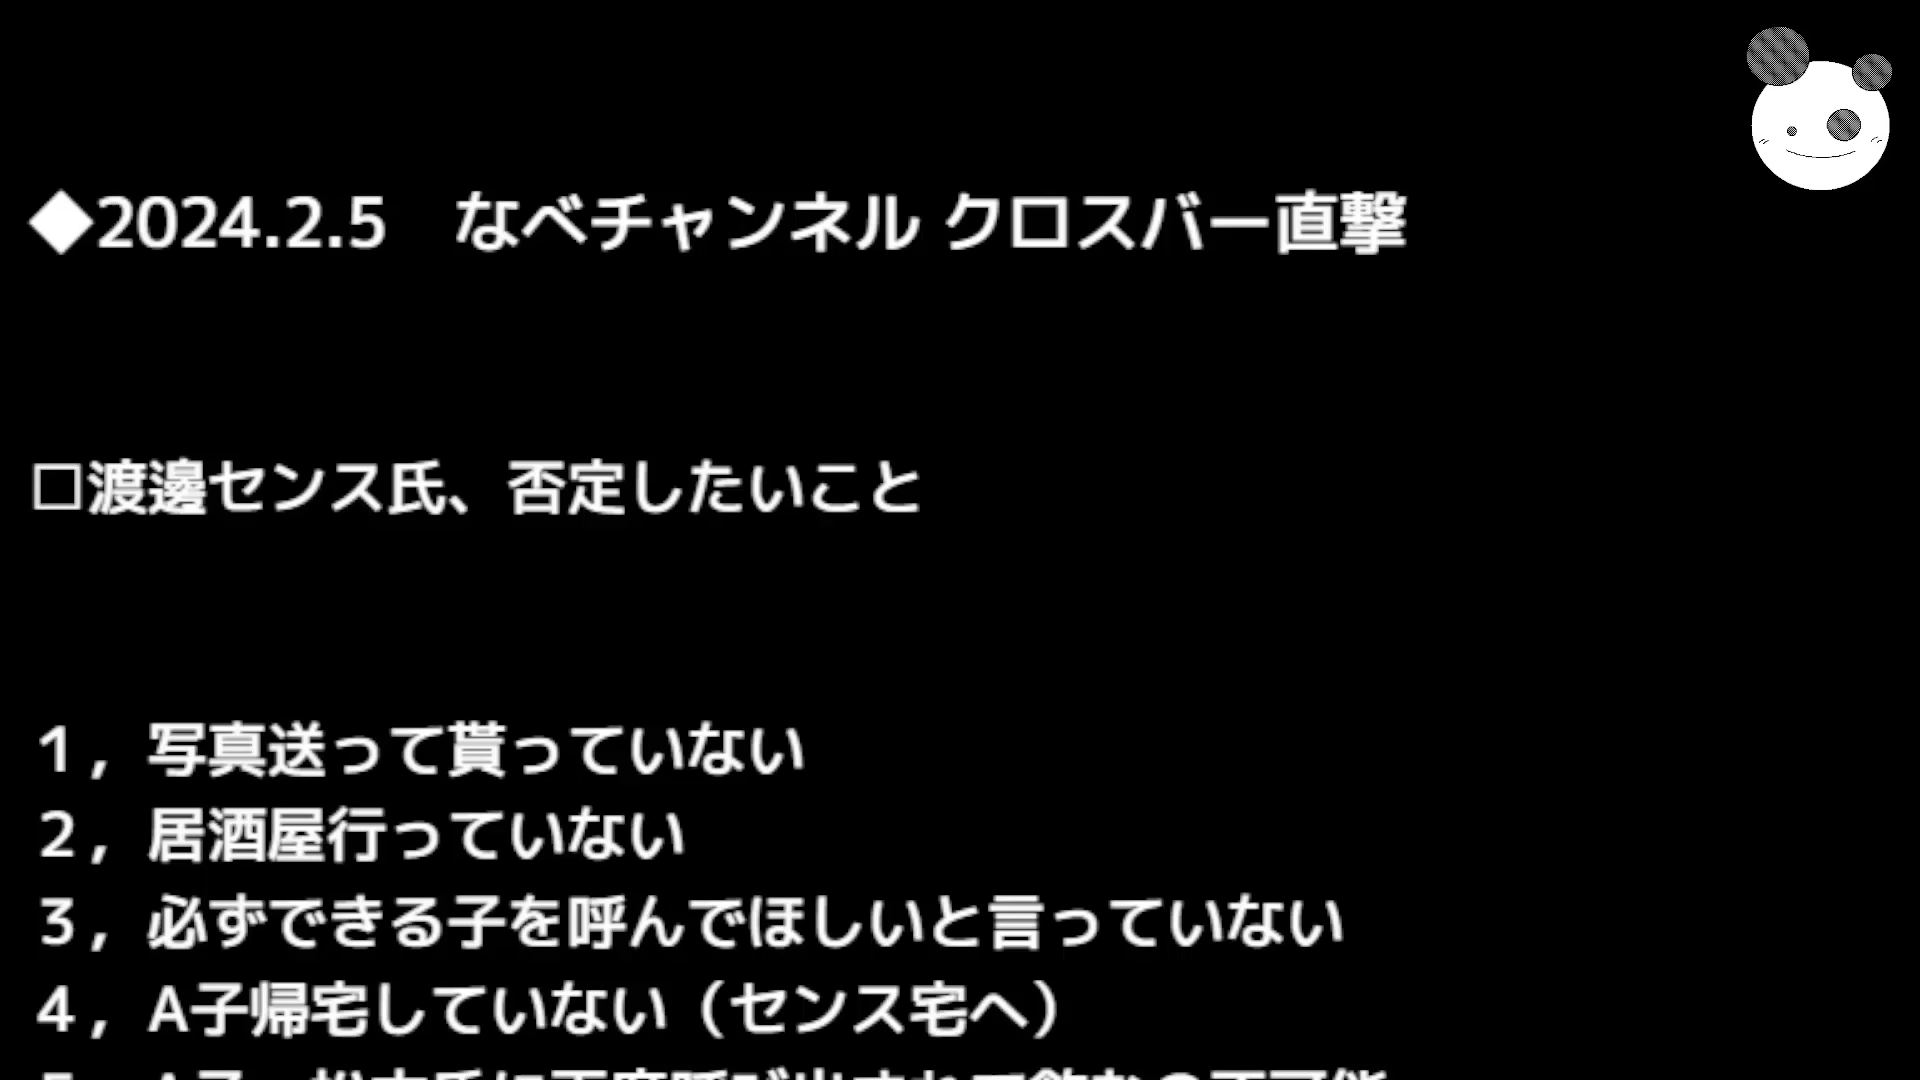 ◆2024.2.5　なべチャンネル クロスバー直撃
□渡邊センス氏、否定したいこと
１，写真送って貰っていない
２，居酒屋行っていない
３，必ずできる子を呼んでほしいと言っていない
４，A子帰宅していない（センス宅へ）